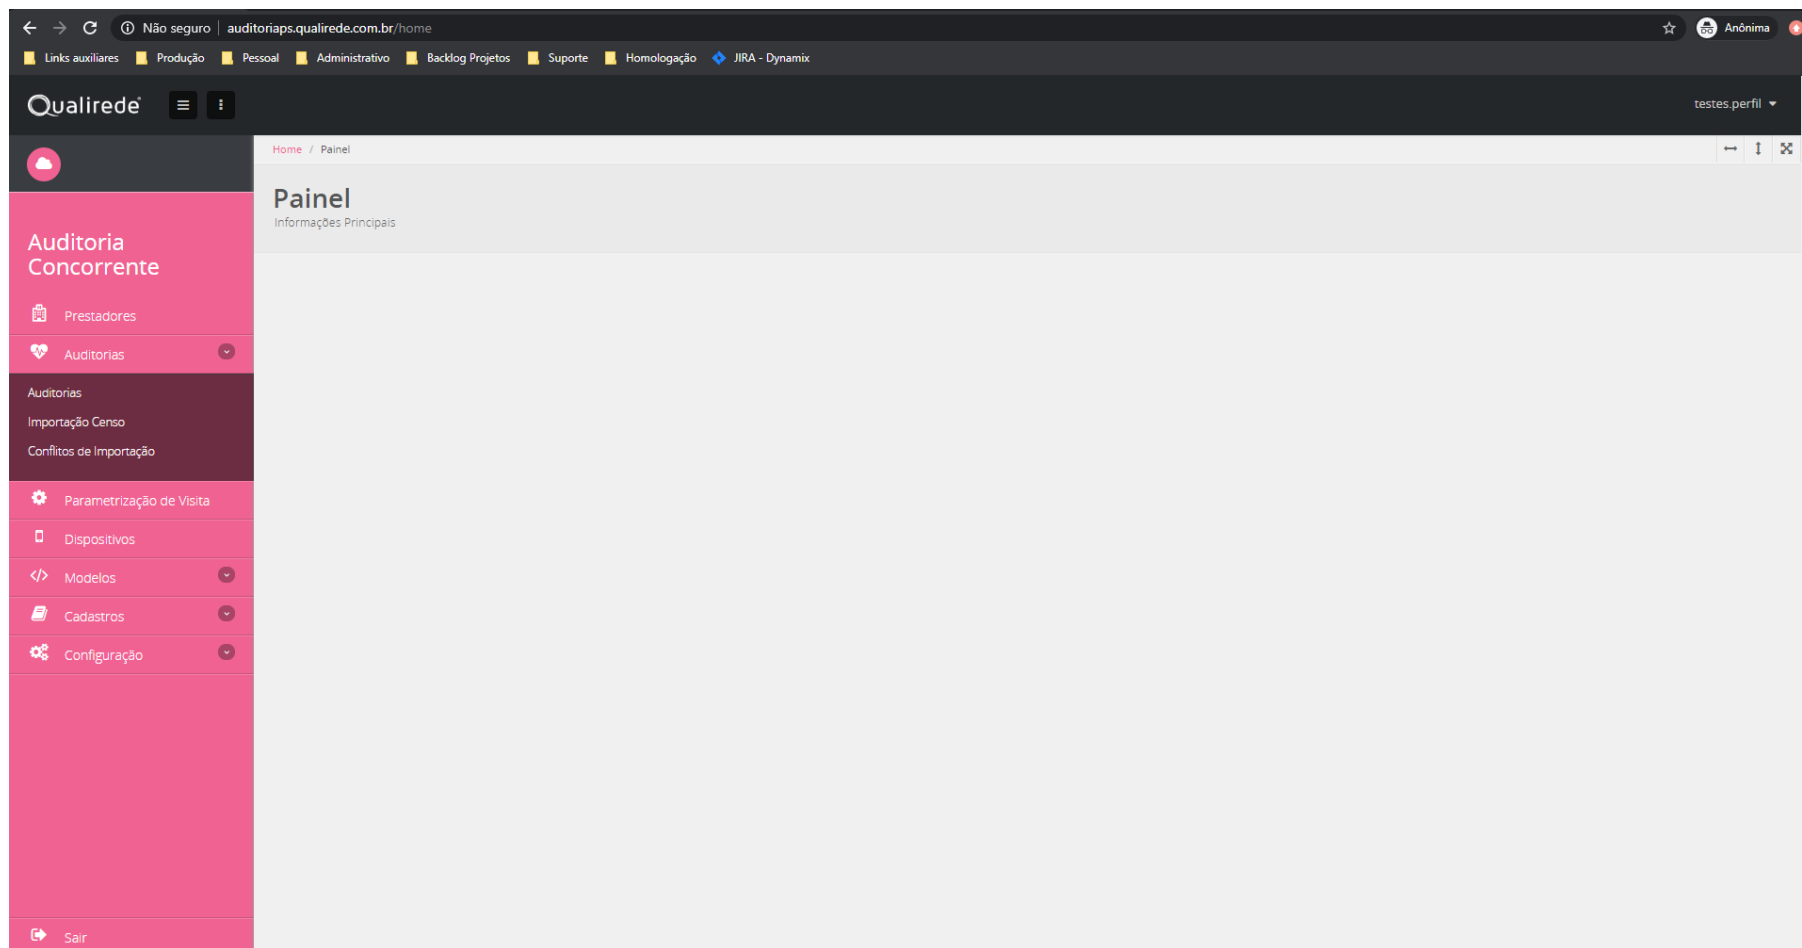 Não seguro | auditoriaps.qualirede.com.br/home
Anônima
Links auxiliares Produção Pessoal Administrativo Backlog Projetos Suporte Homologação JIRA - Dynamix
Qualirede
testes.perfil
Home / Painel
Painel
Informações Principais
Auditoria
Concorrente
Prestadores
Auditorias
Auditorias
Importação Censo
Conflitos de Importação
Parametrização de Visita
Dispositivos
Modelos
Cadastros
Configuração
Sair